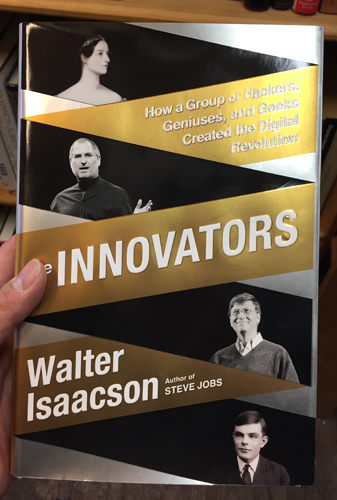 How a Group of Hackers,
Geniuses, and Geeks
Created the Digital
Revolution
e INNOVATORS
Walter
Isaacson
Author of
STEVE JOBS